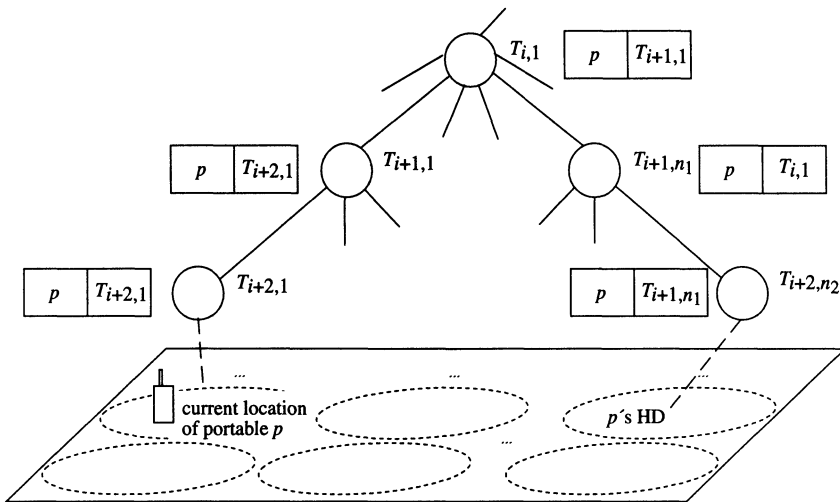 T_{i,1} p T_{i+1,1}
p T_{i+2,1} T_{i+1,1} T_{i+1,n_1} p T_{i,1}
p T_{i+2,1} T_{i+2,1} p T_{i+1,n_1} T_{i+2,n_2}
... ... ...
current location
of portable p
p´s HD
...